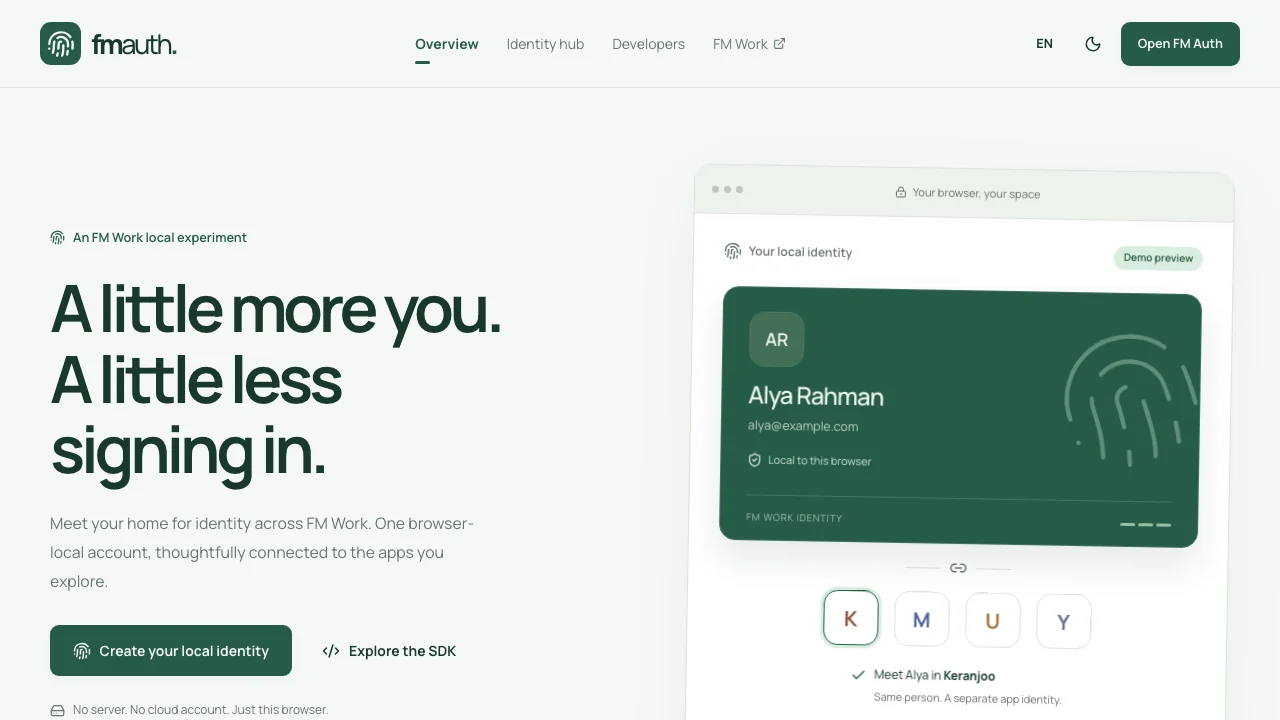 fmauth.
Overview
Identity hub
Developers
FM Work
EN
Open FM Auth
An FM Work local experiment
A little more you.
A little less
signing in.
Meet your home for identity across FM Work. One browser-
local account, thoughtfully connected to the apps you
explore.
Create your local identity
Explore the SDK
No server. No cloud account. Just this browser.
Your browser, your space
Your local identity
Demo preview
AR
Alya Rahman
alya@example.com
Local to this browser
FM WORK IDENTITY
K
M
U
Y
Meet Alya in Keranjoo
Same person. A separate app identity.